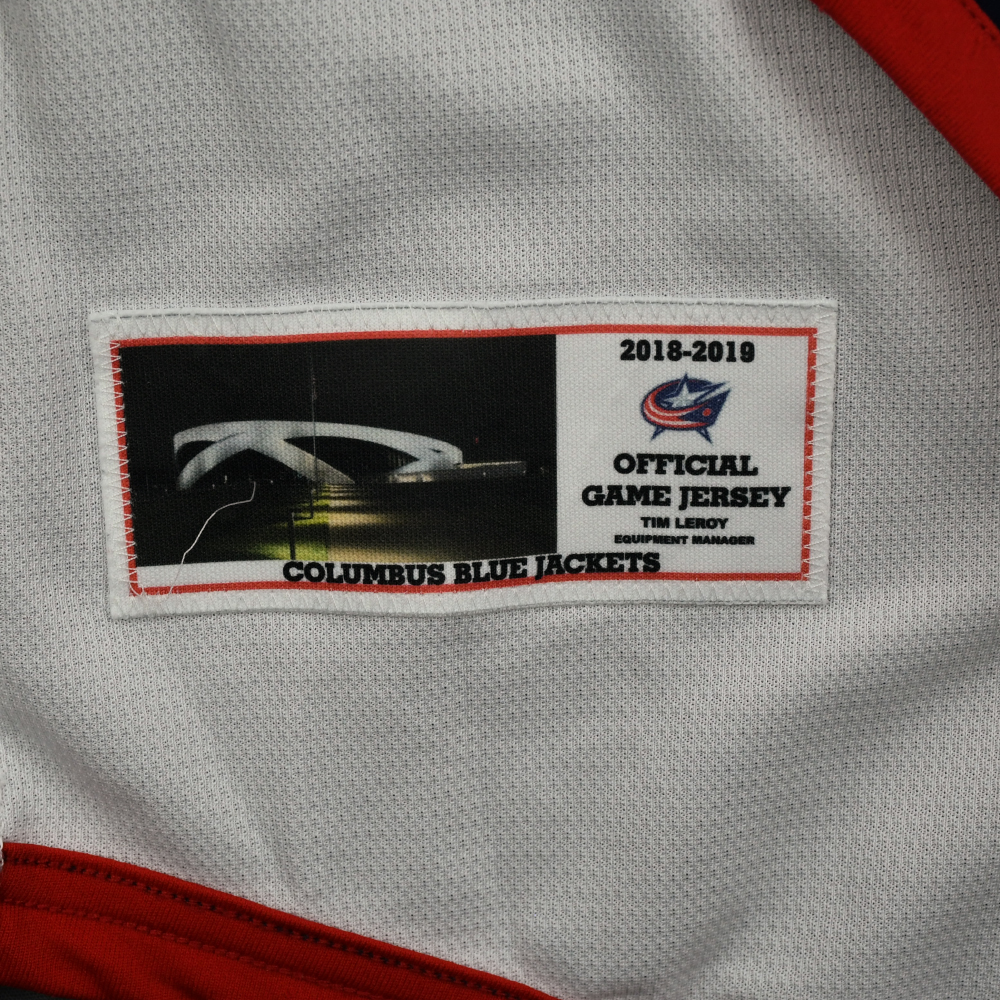 2018-2019
OFFICIAL
GAME JERSEY
TIM LEROY
EQUIPMENT MANAGER
COLUMBUS BLUE JACKETS